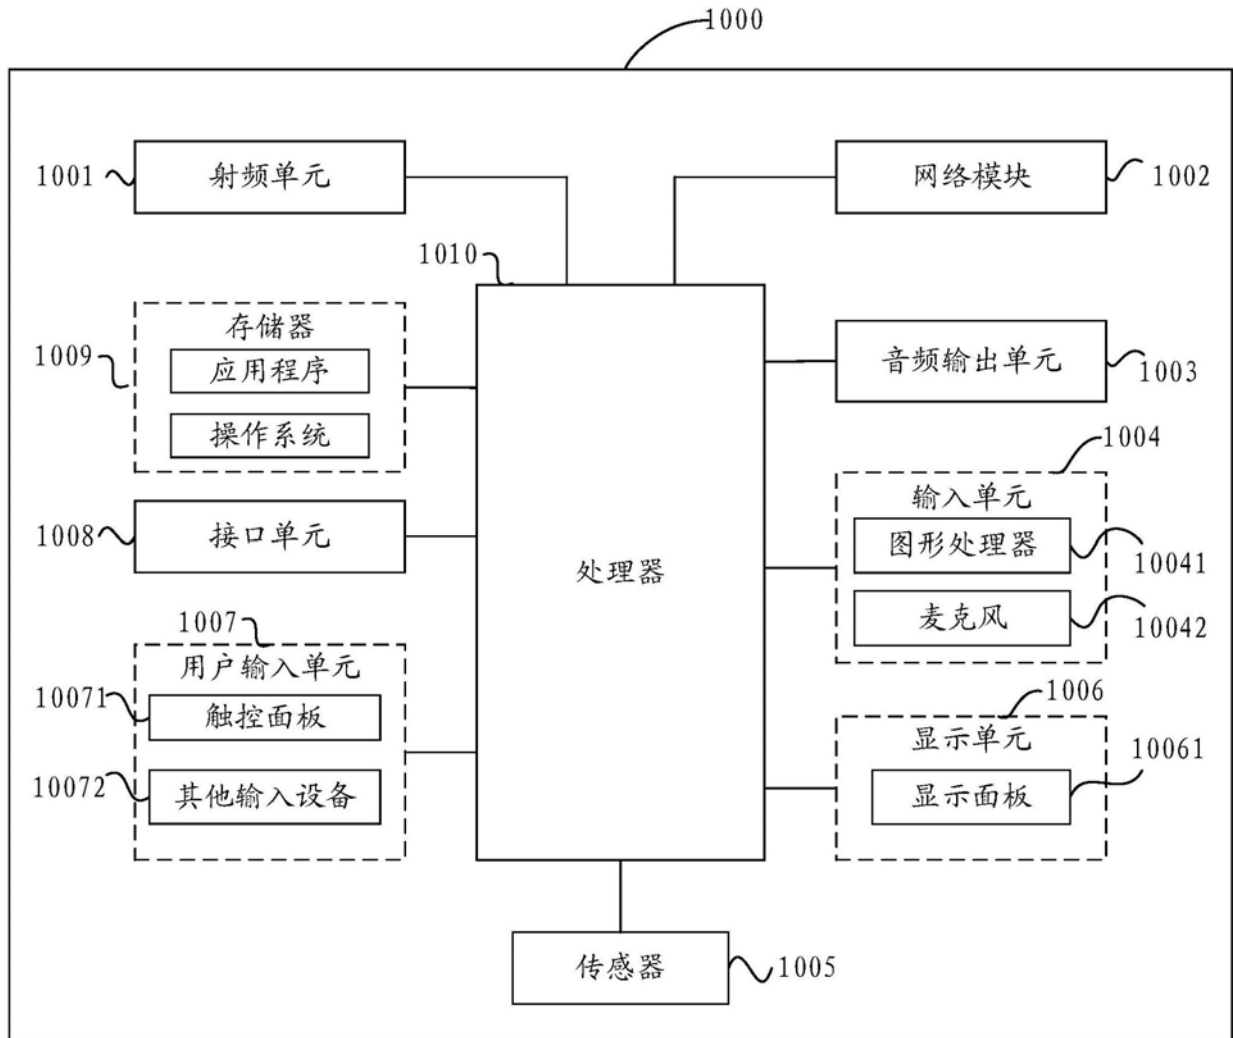 1000
1001
射频单元
网络模块
1002
1010
存储器
1009
应用程序
操作系统
音频输出单元
1003
1004
输入单元
图形处理器
10041
麦克风
10042
1008
接口单元
处理器
1007
用户输入单元
10071
触控面板
10072
其他输入设备
1006
显示单元
10061
显示面板
传感器
1005